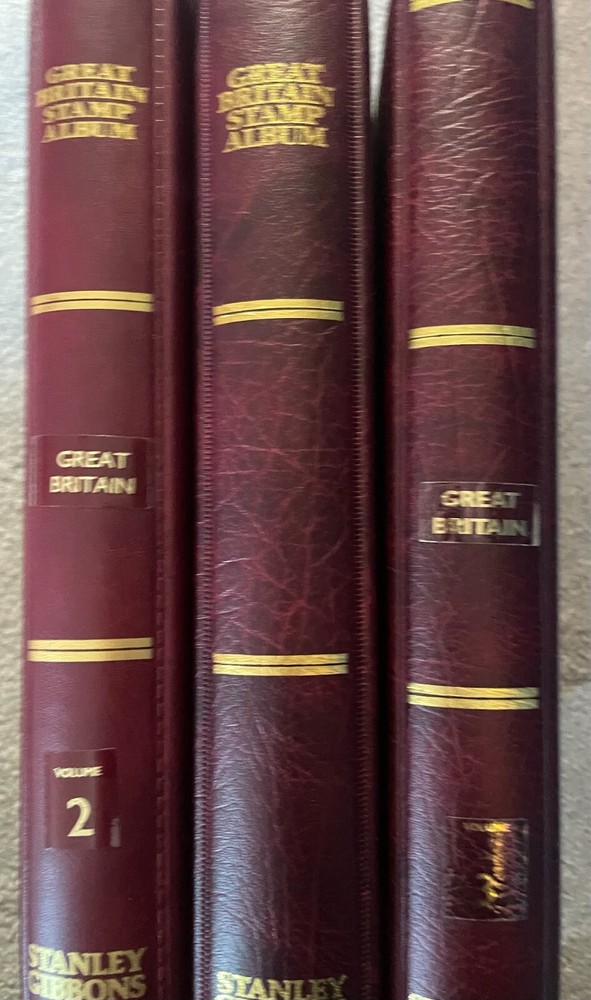 GREAT
BRITAIN
STAMP
ALBUM
GREAT
BRITAIN
VOLUME
2
STANLEY
GIBBONS
GREAT
BRITAIN
STAMP
ALBUM
STANLEY
GREAT
BRITAIN
VOLUME